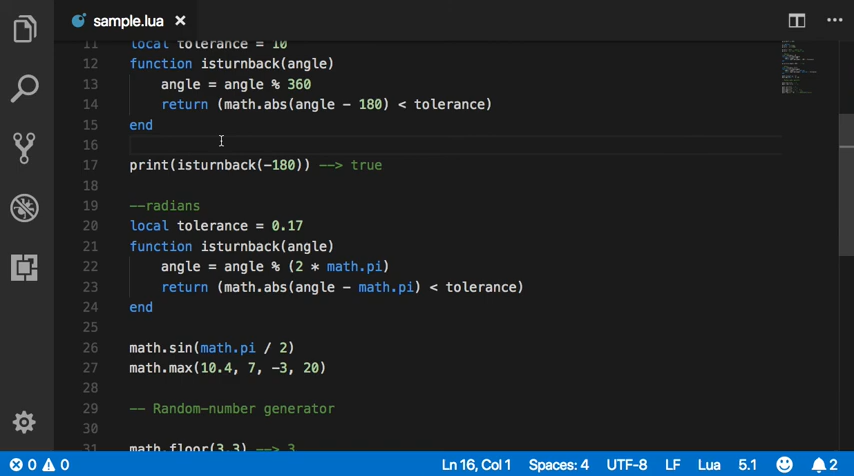 sample.lua ×
11 local tolerance = 10
12 function isturnback(angle)
13 angle = angle % 360
14 return (math.abs(angle - 180) < tolerance)
15 end
16
17 print(isturnback(-180)) --> true
18
19 --radians
20 local tolerance = 0.17
21 function isturnback(angle)
22 angle = angle % (2 * math.pi)
23 return (math.abs(angle - math.pi) < tolerance)
24 end
25
26 math.sin(math.pi / 2)
27 math.max(10.4, 7, -3, 20)
28
29 -- Random-number generator
30
31 math.floor(3.3) --> 3
0 0 Ln 16, Col 1 Spaces: 4 UTF-8 LF Lua 5.1 2